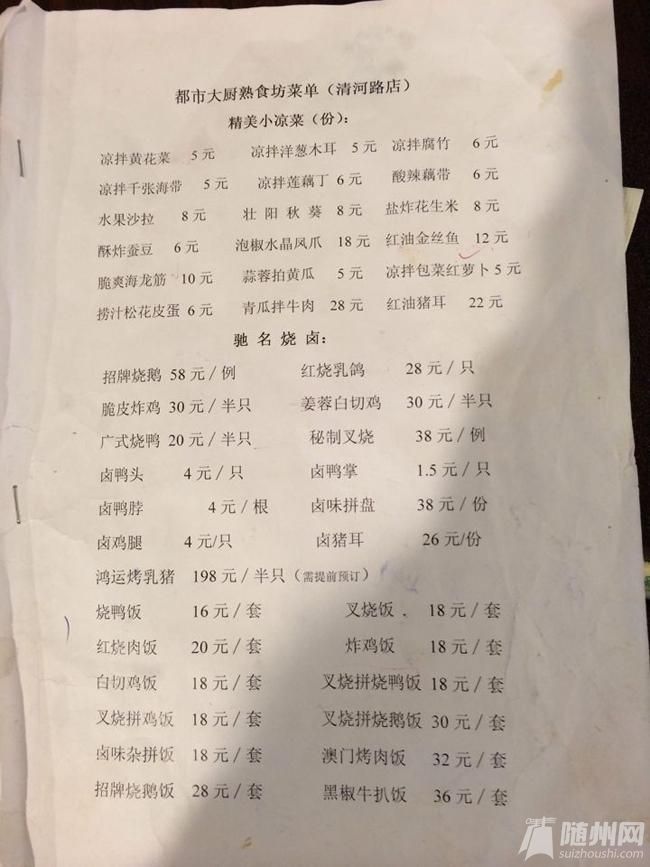 都市大厨熟食坊菜单（清河路店）
精美小凉菜（份）：
凉拌黄花菜 5元 凉拌洋葱木耳 5元 凉拌腐竹 6元
凉拌千张海带 5元 凉拌莲藕丁 6元 酸辣藕带 6元
水果沙拉 8元 壮阳秋葵 8元 盐炸花生米 8元
酥炸蚕豆 6元 泡椒水晶凤爪 18元 红油金丝鱼 12元
脆爽海龙筋 10元 蒜蓉拍黄瓜 5元 凉拌包菜红萝卜 5元
捞汁松花皮蛋 6元 青瓜拌牛肉 28元 红油猪耳 22元
驰名烧卤：
招牌烧鹅 58元/例 红烧乳鸽 28元/只
脆皮炸鸡 30元/半只 姜蓉白切鸡 30元/半只
广式烧鸭 20元/半只 秘制叉烧 38元/例
卤鸭头 4元/只 卤鸭掌 1.5元/只
卤鸭脖 4元/根 卤味拼盘 38元/份
卤鸡腿 4元/只 卤猪耳 26元/份
鸿运烤乳猪 198元/半只（需提前预订）
烧鸭饭 16元/套 叉烧饭 18元/套
红烧肉饭 20元/套 炸鸡饭 18元/套
白切鸡饭 18元/套 叉烧拼烧鸭饭 18元/套
叉烧拼鸡饭 18元/套 叉烧拼烧鹅饭 30元/套
卤味杂拼饭 18元/套 澳门烤肉饭 32元/套
招牌烧鹅饭 28元/套 黑椒牛扒饭 36元/套
随州网
suizhoushi.com